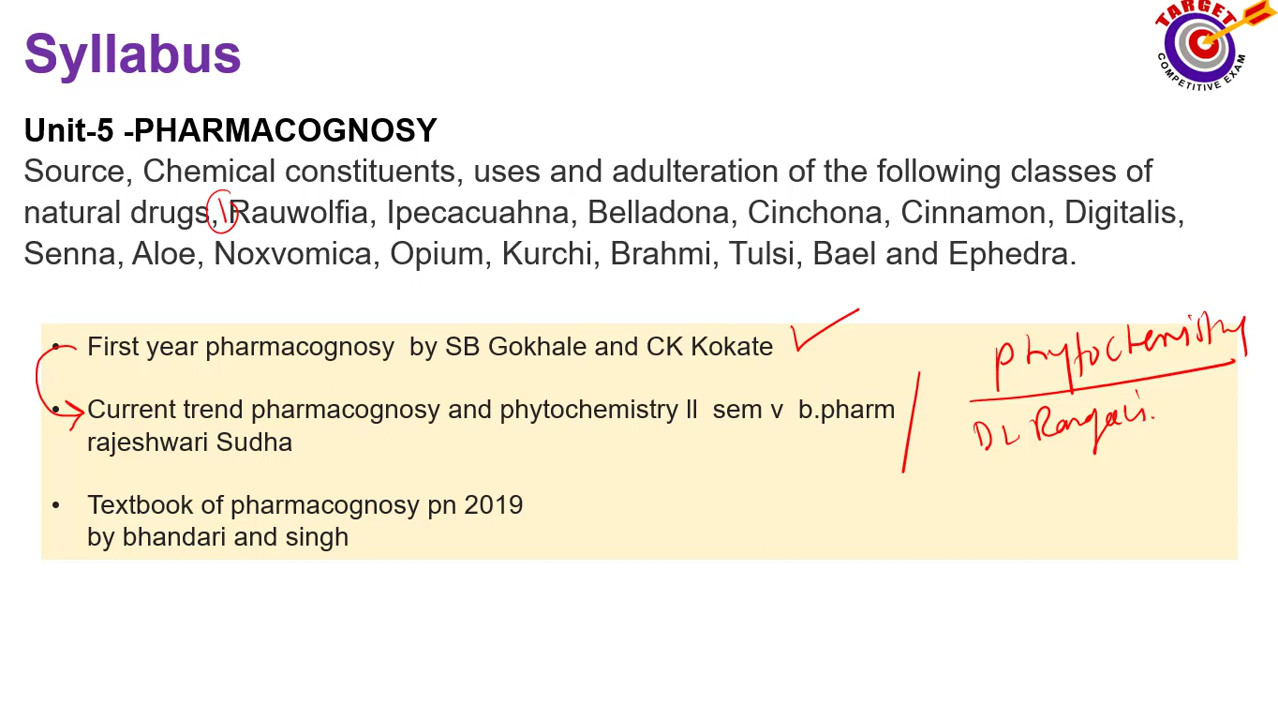 TARGET
COMPETITIVE EXAM
Syllabus
Unit-5 -PHARMACOGNOSY
Source, Chemical constituents, uses and adulteration of the following classes of
natural drugs, Rauwolfia, Ipecacuahna, Belladona, Cinchona, Cinnamon, Digitalis,
Senna, Aloe, Noxvomica, Opium, Kurchi, Brahmi, Tulsi, Bael and Ephedra.
• First year pharmacognosy by SB Gokhale and CK Kokate
• Current trend pharmacognosy and phytochemistry ll sem v b.pharm
rajeshwari Sudha
• Textbook of pharmacognosy pn 2019
by bhandari and singh
Phytochemistry
DL Rangari.